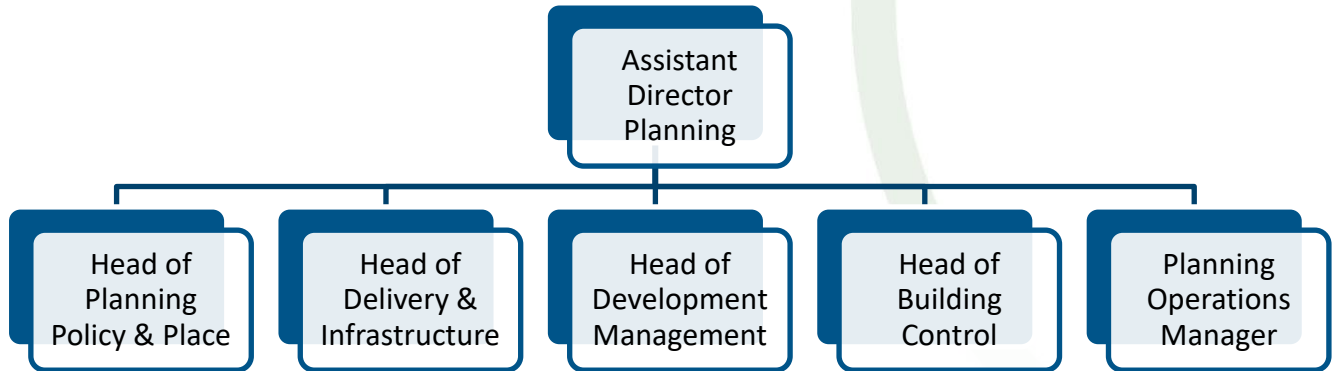 Assistant
Director
Planning
Head of
Planning
Policy & Place
Head of
Delivery &
Infrastructure
Head of
Development
Management
Head of
Building
Control
Planning
Operations
Manager